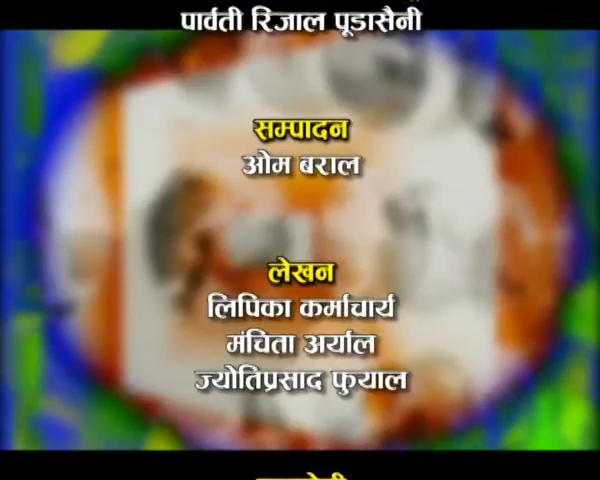 पार्वती रिजाल पूडासैनी
सम्पादन
ओम बराल
लेखन
लिपिका कर्माचार्य
मंचिता अर्याल
ज्योतिप्रसाद फुयाल